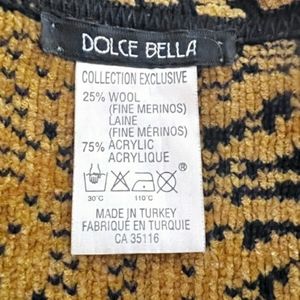 DOLCE BELLA
COLLECTION EXCLUSIVE
25% WOOL
(FINE MERINOS)
LAINE
(FINE MÉRINOS)
75% ACRYLIC
ACRYLIQUE
®
30°C 110°C
MADE IN TURKEY
FABRIQUÉ EN TURQUIE
CA 35116